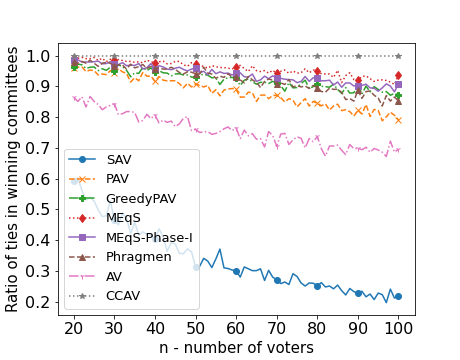 Ratio of ties in winning committees
1.0
0.9
0.8
0.7
0.6
0.5
0.4
0.3
0.2
SAV
PAV
GreedyPAV
MEqS
MEqS-Phase-I
Phragmen
AV
CCAV
20 30 40 50 60 70 80 90 100
n - number of voters